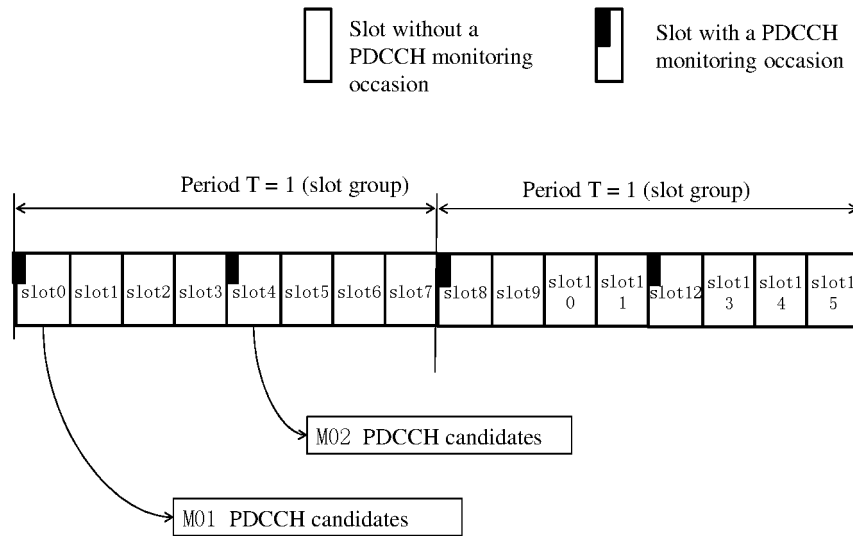 Slot without a
PDCCH monitoring
occasion
Slot with a PDCCH
monitoring occasion
Period T = 1 (slot group)
Period T = 1 (slot group)
slot0 slot1 slot2 slot3 slot4 slot5 slot6 slot7 slot8 slot9 slot1 slot1 slot12 slot1 slot1 slot1
0 1 3 4 5
M02 PDCCH candidates
M01 PDCCH candidates